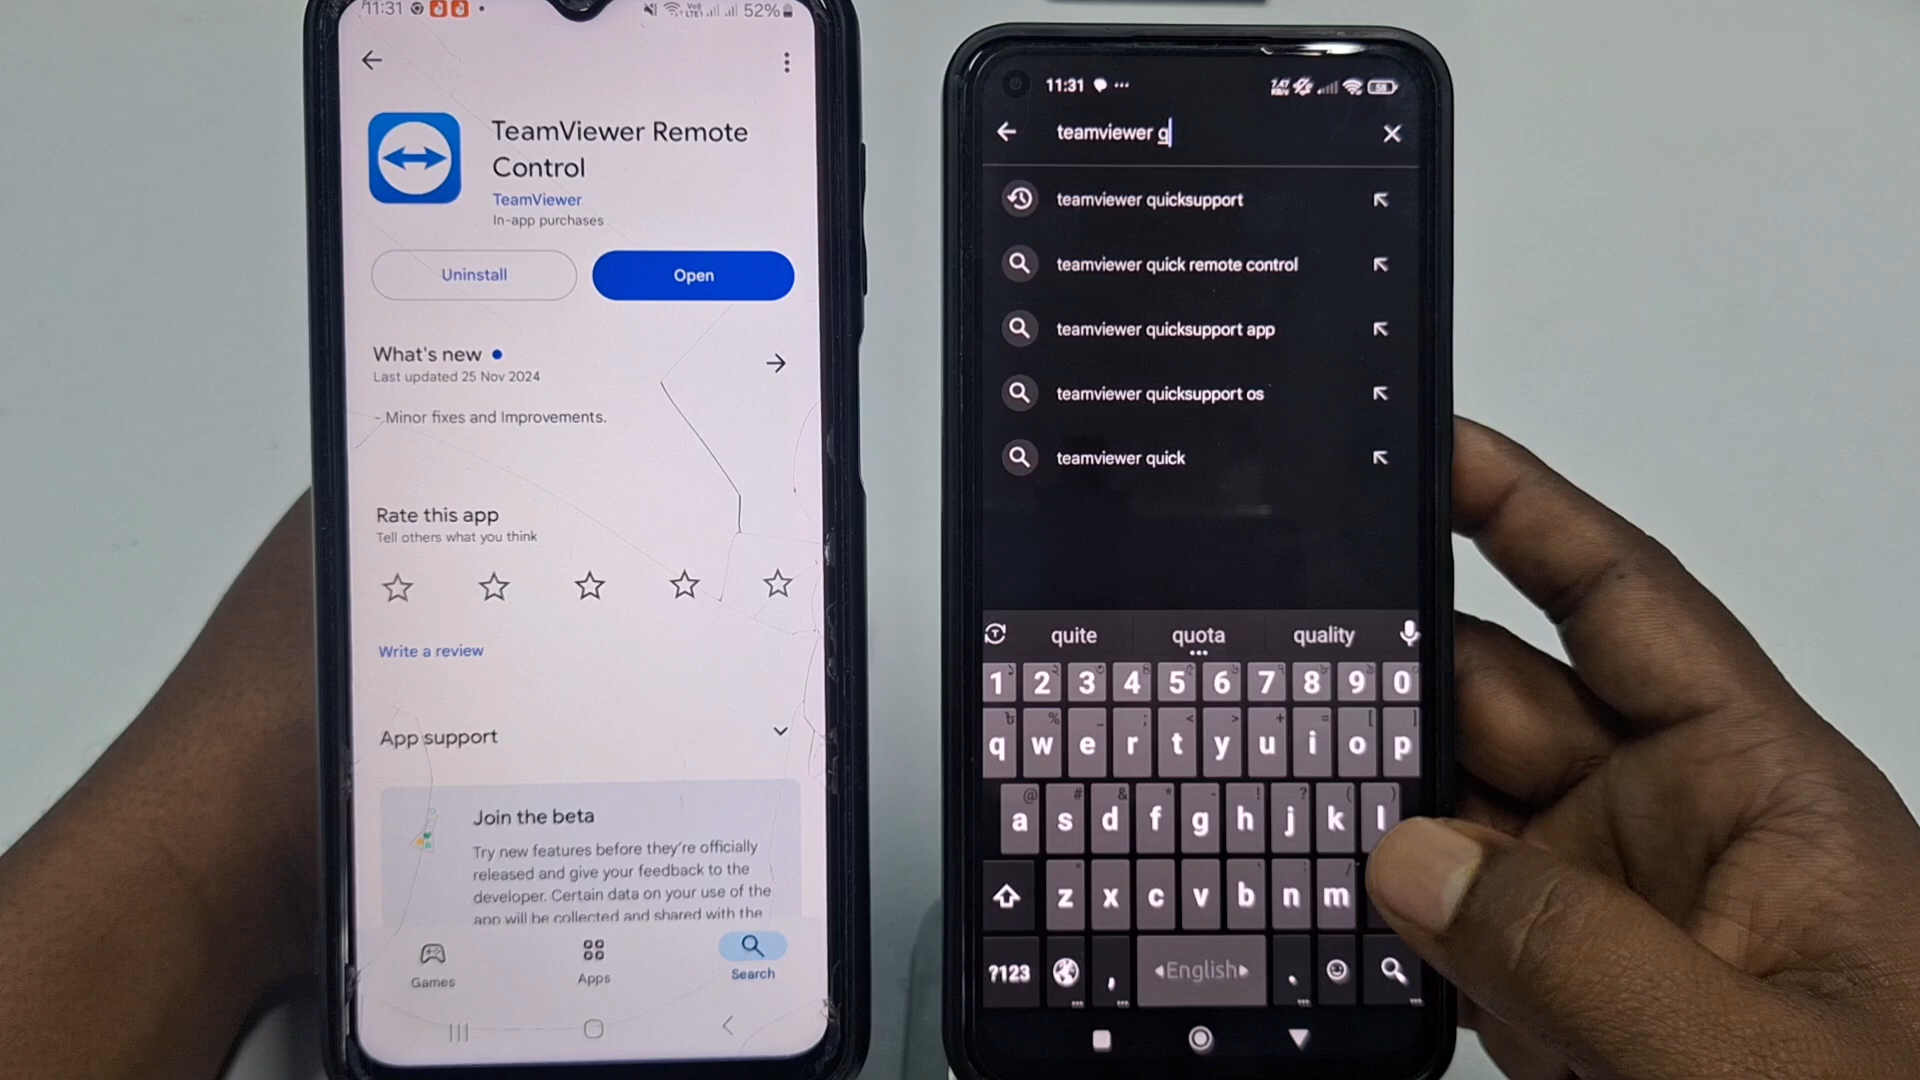 11:31
52%
TeamViewer Remote
Control
TeamViewer
In-app purchases
Uninstall
Open
What's new
Last updated 25 Nov 2024
- Minor fixes and Improvements.
Rate this app
Tell others what you think
Write a review
App support
Join the beta
Try new features before they're officially
released and give your feedback to the
developer. Certain data on your use of the
app will be collected and shared with the
Games
Apps
Search
11:31
58
teamviewer q
teamviewer quicksupport
teamviewer quick remote control
teamviewer quicksupport app
teamviewer quicksupport os
teamviewer quick
quite quota quality
1 2 3 4 5 6 7 8 9 0
q w e r t y u i o p
a s d f g h j k l
z x c v b n m
?123 , English .